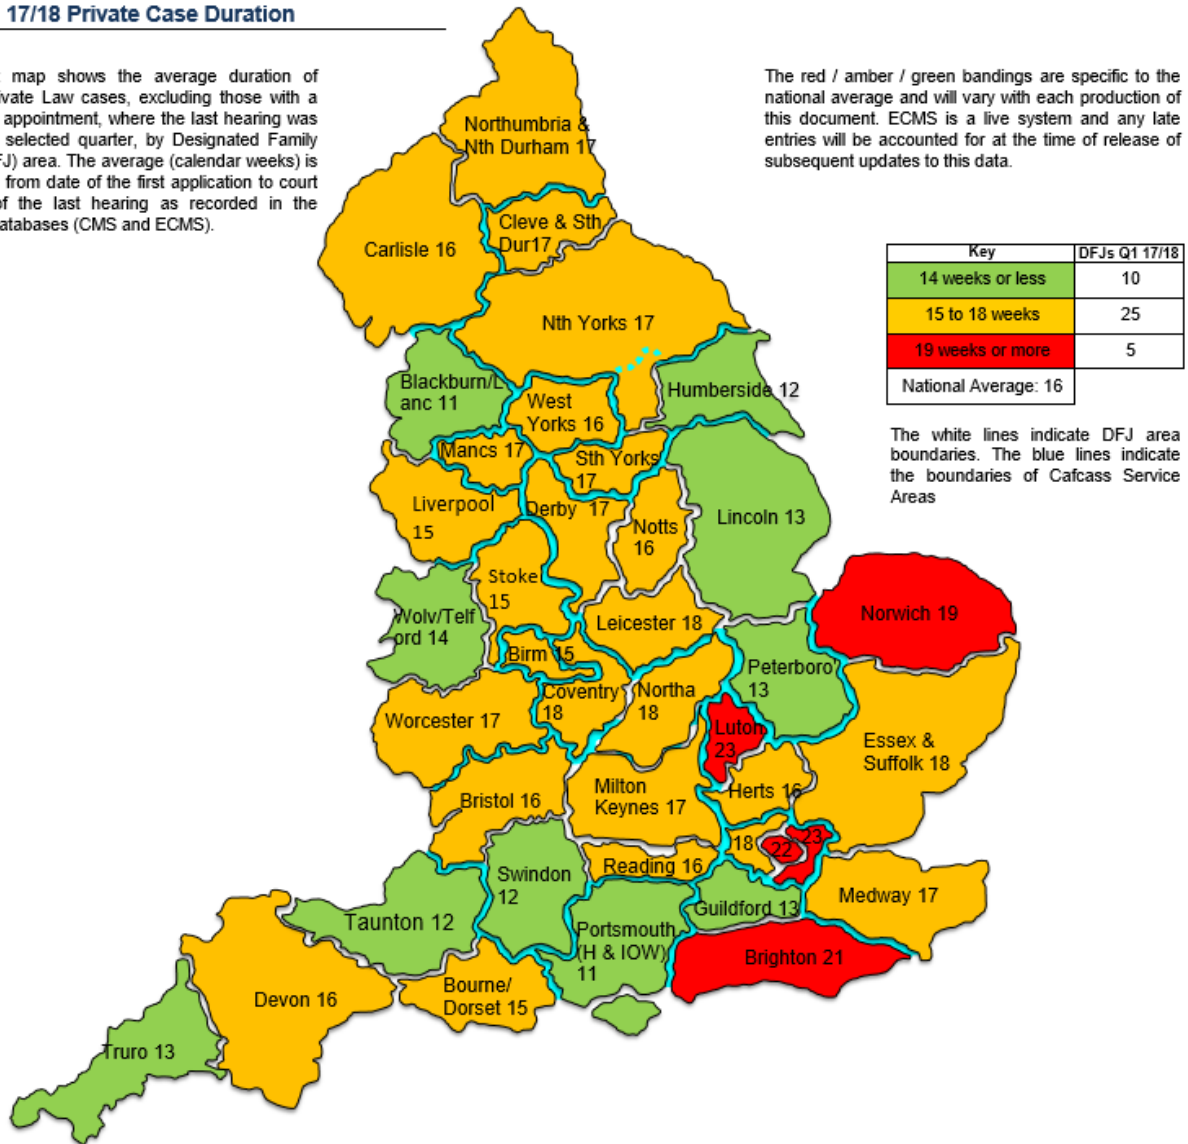 17/18 Private Case Duration
map shows the average duration of
ivate Law cases, excluding those with a
appointment, where the last hearing was
selected quarter, by Designated Family
FJ) area. The average (calendar weeks) is
from date of the first application to court
of the last hearing as recorded in the
atabases (CMS and ECMS).
The red / amber / green bandings are specific to the
national average and will vary with each production of
this document. ECMS is a live system and any late
entries will be accounted for at the time of release of
subsequent updates to this data.
Key DFJs Q1 17/18
14 weeks or less 10
15 to 18 weeks 25
19 weeks or more 5
National Average: 16
The white lines indicate DFJ area
boundaries. The blue lines indicate
the boundaries of Cafcass Service
Areas
Northumbria &
Nth Durham 17
Carlisle 16
Cleve & Sth
Dur17
Nth Yorks 17
Blackburn/L
anc 11
West
Yorks 16
Humberside 12
Mancs 17
Sth Yorks
17
Liverpool
15
Derby 17
Notts
16
Lincoln 13
Stoke
15
Wolv/Telf
ord 14
Leicester 18
Norwich 19
Birm 15
Peterboro'
13
Coventry
18
Northa
18
Worcester 17
Luton
23
Essex &
Suffolk 18
Bristol 16
Milton
Keynes 17
Herts 16
18
22
23
Reading 16
Swindon
12
Medway 17
Guildford 13
Taunton 12
Portsmouth
(H & IOW)
11
Brighton 21
Devon 16
Bourne/
Dorset 15
Truro 13